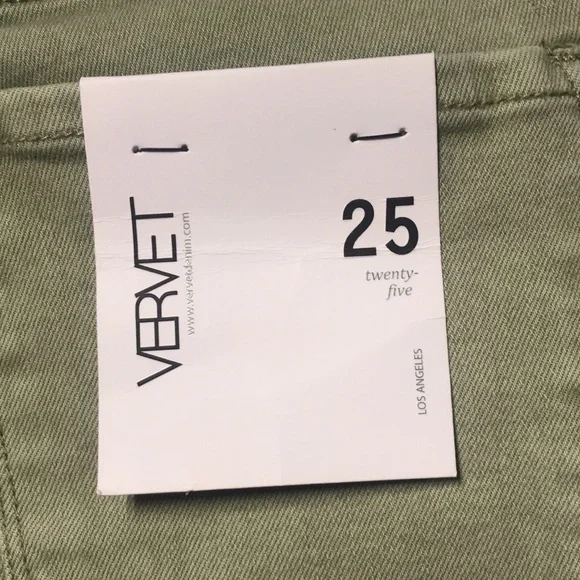 VERVET
www.vervetdenim.com
25
twenty-
five
LOS ANGELES